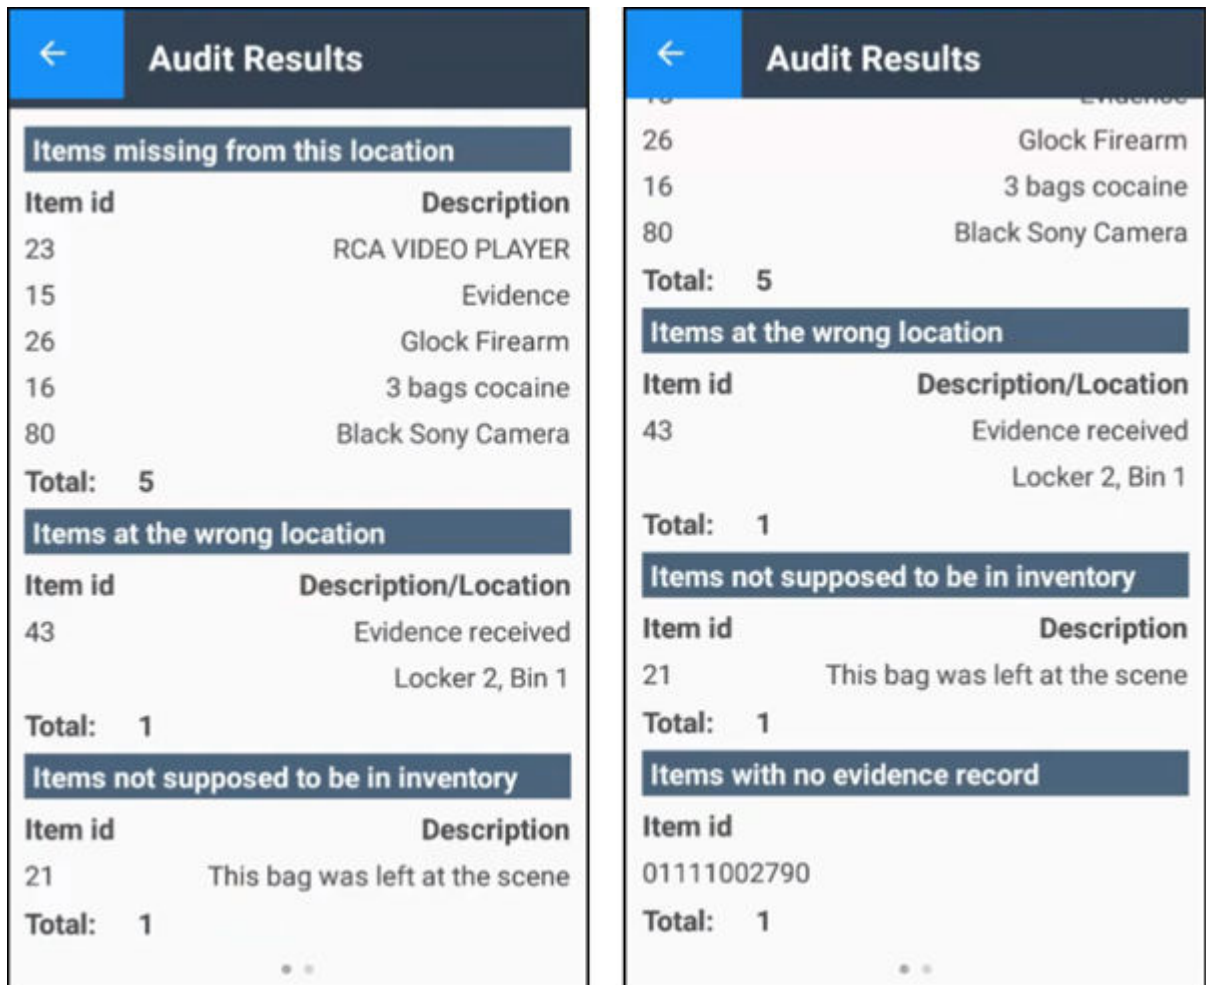 Audit Results
Items missing from this location
Item id Description
23 RCA VIDEO PLAYER
15 Evidence
26 Glock Firearm
16 3 bags cocaine
80 Black Sony Camera
Total: 5
Items at the wrong location
Item id Description/Location
43 Evidence received
Locker 2, Bin 1
Total: 1
Items not supposed to be in inventory
Item id Description
21 This bag was left at the scene
Total: 1
Audit Results
26 Glock Firearm
16 3 bags cocaine
80 Black Sony Camera
Total: 5
Items at the wrong location
Item id Description/Location
43 Evidence received
Locker 2, Bin 1
Total: 1
Items not supposed to be in inventory
Item id Description
21 This bag was left at the scene
Total: 1
Items with no evidence record
Item id
01111002790
Total: 1